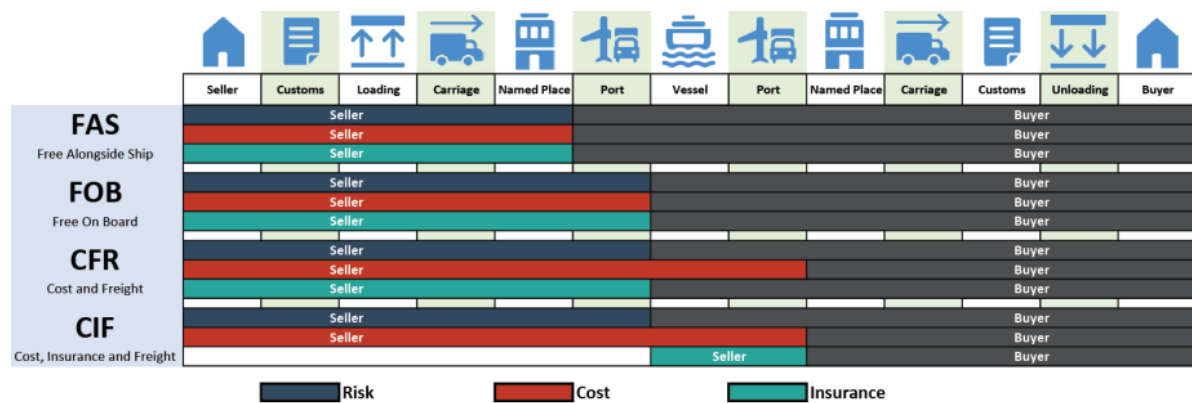 Seller Customs Loading Carriage Named Place Port Vessel Port Named Place Carriage Customs Unloading Buyer
FAS
Free Alongside Ship
Seller Buyer
Seller Buyer
Seller Buyer
FOB
Free On Board
Seller Buyer
Seller Buyer
Seller Buyer
CFR
Cost and Freight
Seller Buyer
Seller Buyer
Seller Buyer
CIF
Cost, Insurance and Freight
Seller Buyer
Seller Buyer
Seller Buyer
Risk Cost Insurance